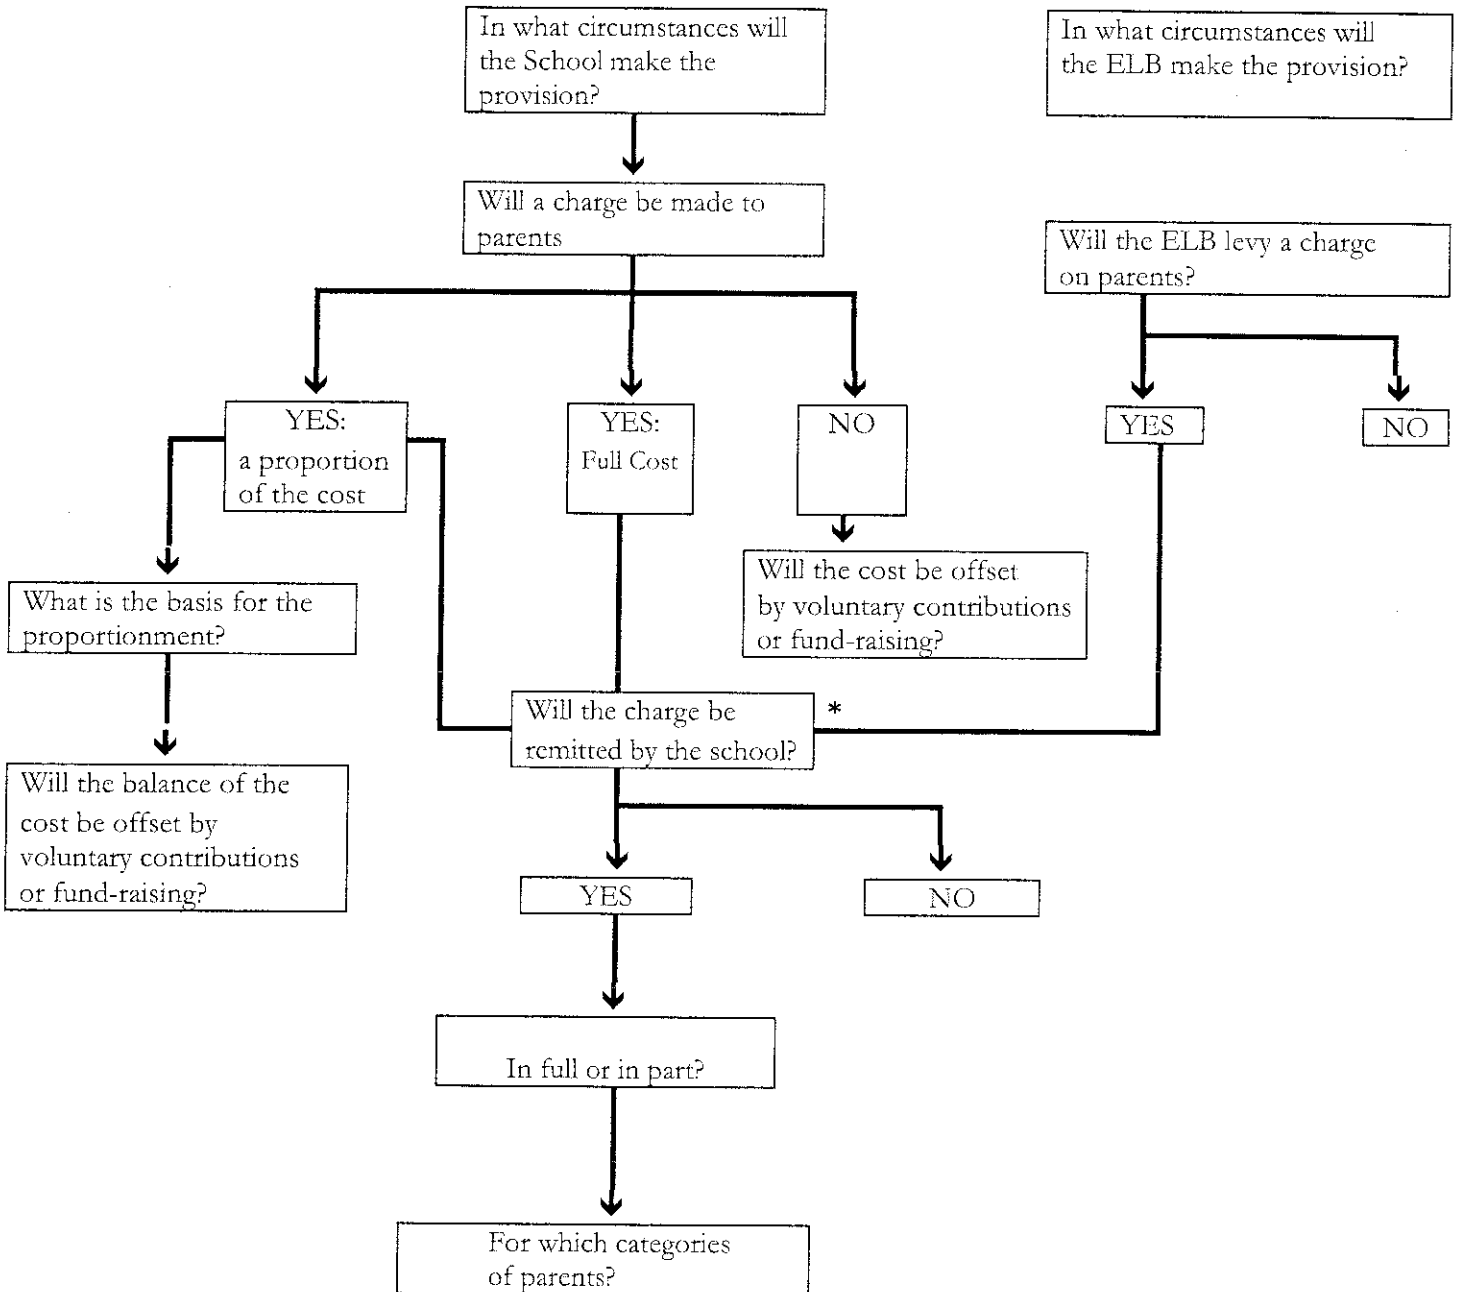 In what circumstances will
the School make the
provision?
In what circumstances will
the ELB make the provision?
Will a charge be made to
parents
Will the ELB levy a charge
on parents?
YES:
a proportion
of the cost
YES:
Full Cost
NO
YES
NO
What is the basis for the
proportionment?
Will the cost be offset
by voluntary contributions
or fund-raising?
Will the charge be
remitted by the school?
*
Will the balance of the
cost be offset by
voluntary contributions
or fund-raising?
YES
NO
In full or in part?
For which categories
of parents?